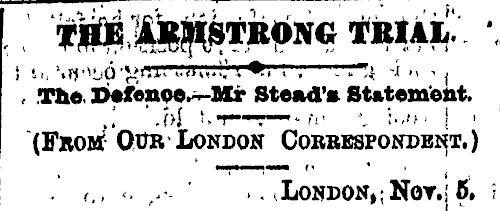 THE ARMSTRONG TRIAL.
The Defence.—Mr Stead's Statement.
(FROM OUR LONDON CORRESPONDENT.)
LONDON, Nov. 5.